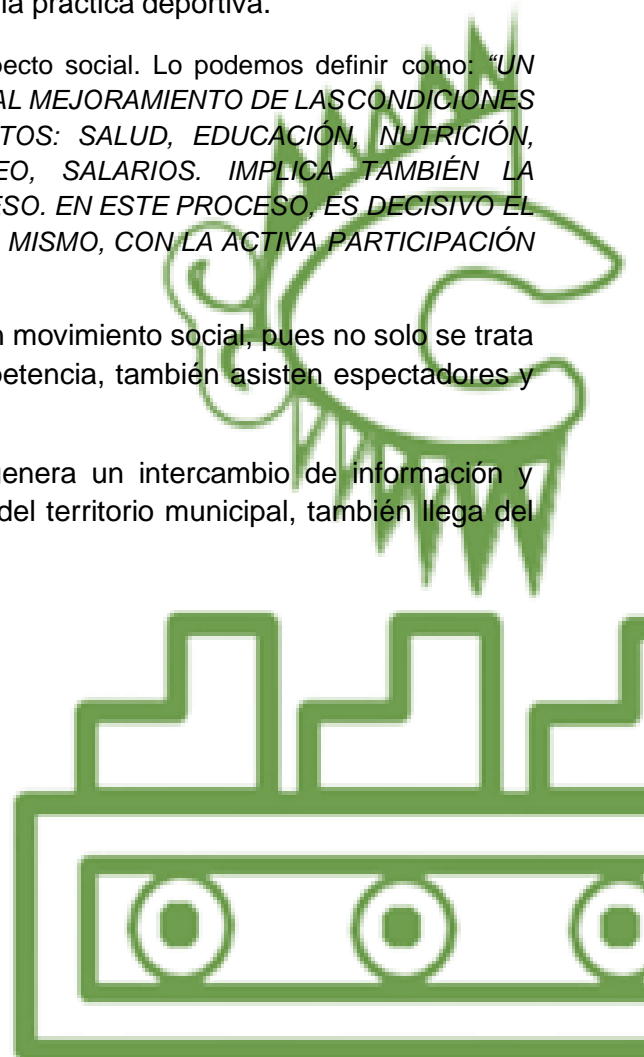 la práctica deportiva.
pecto social. Lo podemos definir como: “UN
AL MEJORAMIENTO DE LASCONDICIONES
TOS: SALUD, EDUCACIÓN, NUTRICIÓN,
EO, SALARIOS. IMPLICA TAMBIÉN LA
ESO. EN ESTE PROCESO, ES DECISIVO EL
MISMO, CON LA ACTIVA PARTICIPACIÓN
n movimiento social, pues no solo se trata
petencia, también asisten espectadores y
genera un intercambio de información y
del territorio municipal, también llega del